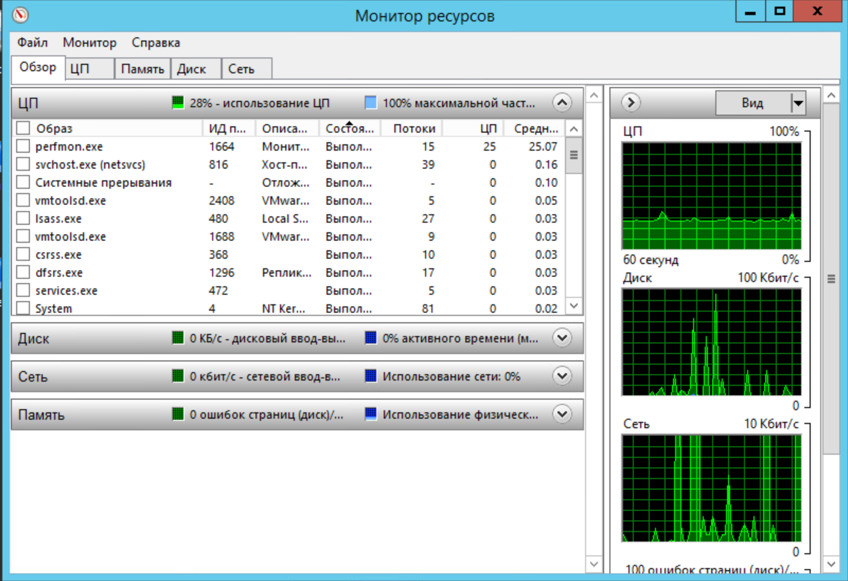 Монитор ресурсов
Файл Монитор Справка
Обзор ЦП Память Диск Сеть
ЦП 28% - использование ЦП 100% максимальной част...
Образ ИД п... Описа... Состоя... Потоки ЦП Средн...
perfmon.exe 1664 Монит... Выпол... 15 25 25.07
svchost.exe (netsvcs) 816 Хост-п... Выпол... 39 0 0.16
Системные прерывания - Отлож... Выпол... - 0 0.10
vmtoolsd.exe 2408 VMwar... Выпол... 5 0 0.05
lsass.exe 480 Local S... Выпол... 27 0 0.03
vmtoolsd.exe 1688 VMwar... Выпол... 9 0 0.03
csrss.exe 368 Выпол... 10 0 0.03
dfsrs.exe 1296 Реплик... Выпол... 17 0 0.03
services.exe 472 Выпол... 5 0 0.03
System 4 NT Ker... Выпол... 81 0 0.02
Диск 0 КБ/с - дисковый ввод-вы... 0% активного времени (м...
Сеть 0 кбит/с - сетевой ввод-в... Использование сети: 0%
Память 0 ошибок страниц (диск)/... Использование физическ...
Вид
ЦП 100%
60 секунд 0%
Диск 100 Кбит/с
0
Сеть 10 Кбит/с
0
100 ошибок страниц (диск)/...